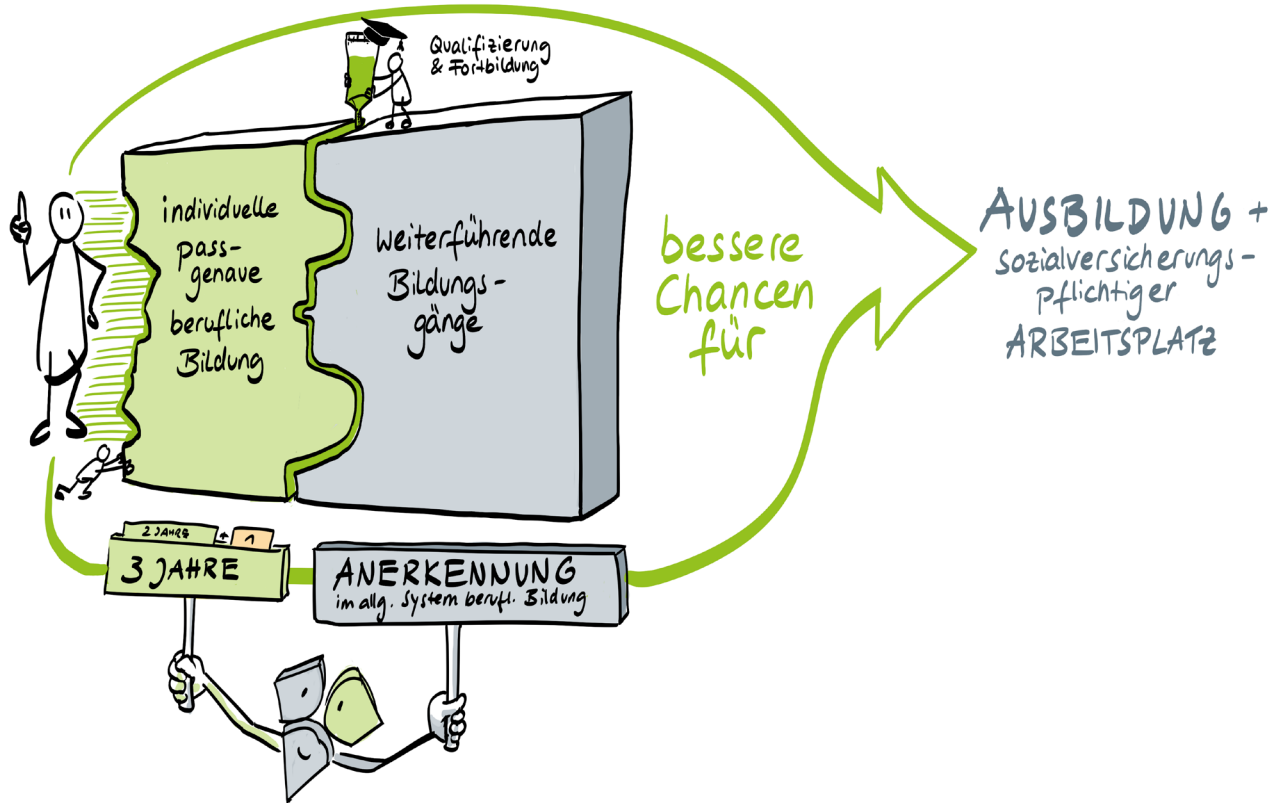 Qualifizierung
& Fortbildung
individuelle
pass-
genaue
berufliche
Bildung
weiterführende
Bildungs-
gänge
bessere
Chancen
für
AUSBILDUNG +
sozialversicherungs-
pflichtiger
ARBEITSPLATZ
2 JAHRE + 1
3 JAHRE
ANERKENNUNG
im allg. System berufl. Bildung